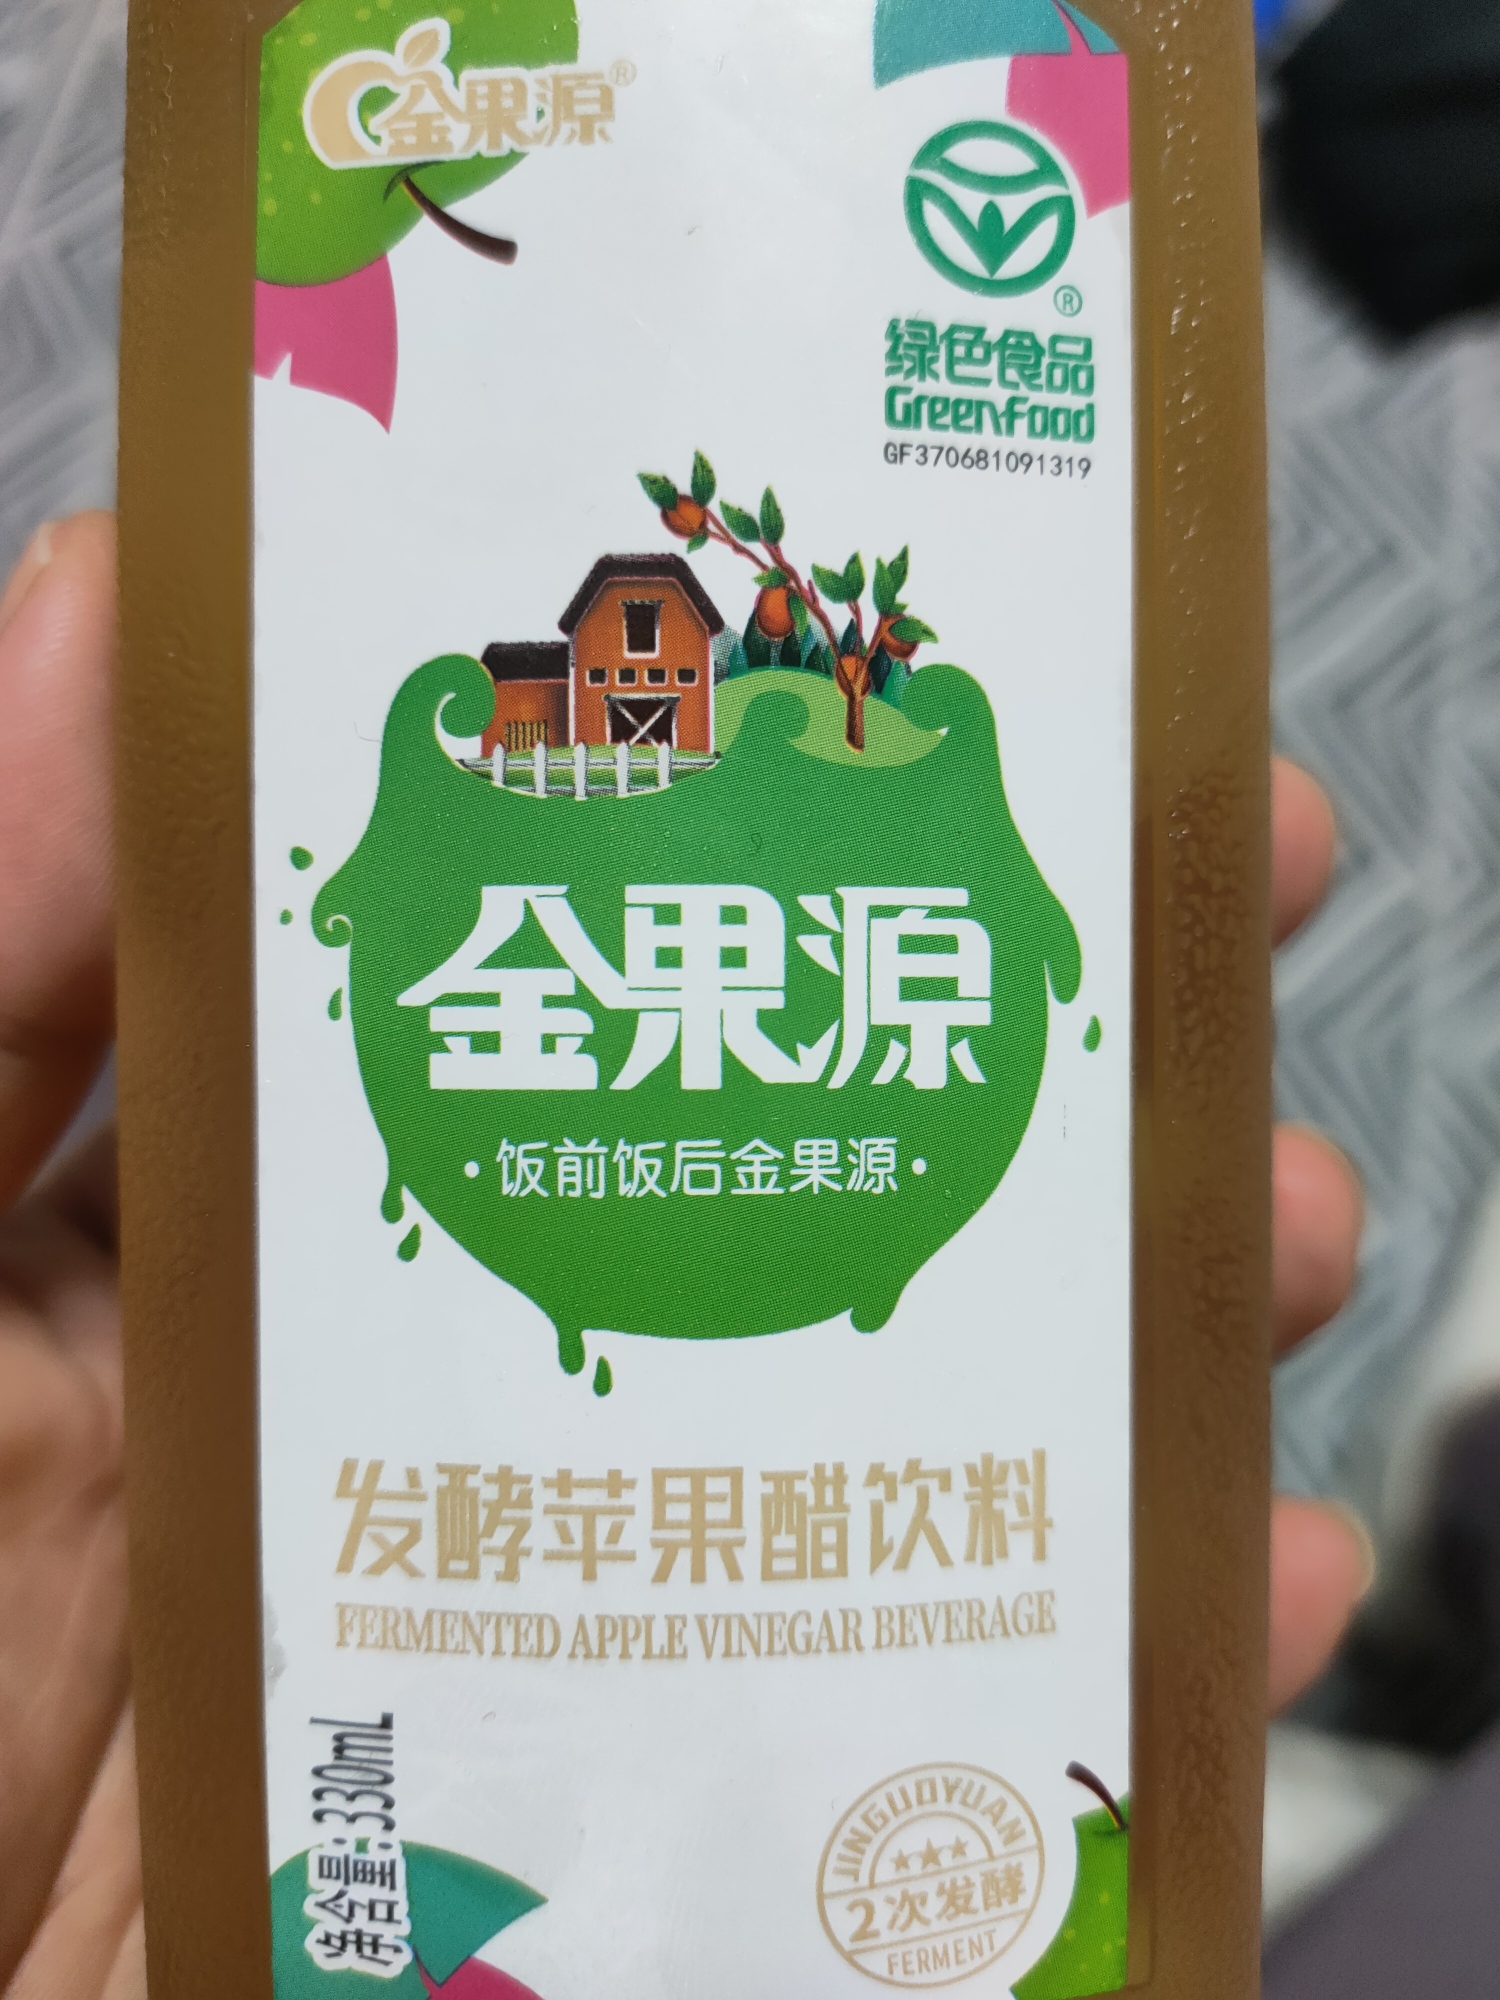 金果源®
®
绿色食品
GreenFood
GF370681091319
金果源
·饭前饭后金果源·
发酵苹果醋饮料
FERMENTED APPLE VINEGAR BEVERAGE
净含量:330mL
JINGUOYUAN
2次发酵
FERMENT